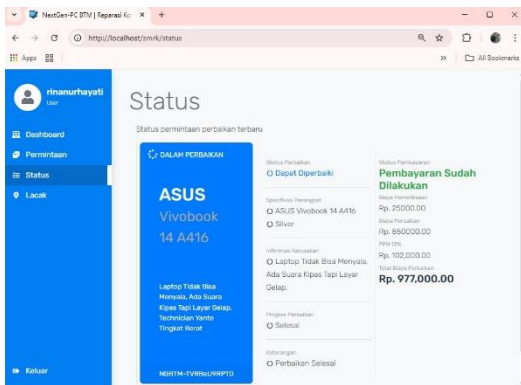 NextGen-PC BTM | Reparasi Ko
http://localhost/smrk/status
Apps
All Bookmarks
rinanurhayati
User
Dashboard
Permintaan
Status
Lacak
Keluar
Status
Status permintaan perbaikan terbaru
DALAM PERBAIKAN
ASUS
Vivobook
14 A416
Laptop Tidak Bisa
Menyala, Ada Suara
Kipas Tapi Layar Gelap.
Technician Yanto
Tingkat Berat
Status Perbaikan
Dapat Diperbaiki
Spesifikasi Perangkat
ASUS Vivobook 14 A416
Silver
Informasi Kerusakan
Laptop Tidak Bisa Menyala,
Ada Suara Kipas Tapi Layar
Gelap.
Progres Perbaikan
Selesai
Keterangan
Perbaikan Selesai
Status Pembayaran
Pembayaran Sudah
Dilakukan
Biaya Pemeriksaan
Rp. 25000.00
Biaya Perbaikan
Rp. 850000.00
PPN 12%
Rp. 102,000.00
Total Biaya Perbaikan
Rp. 977,000.00